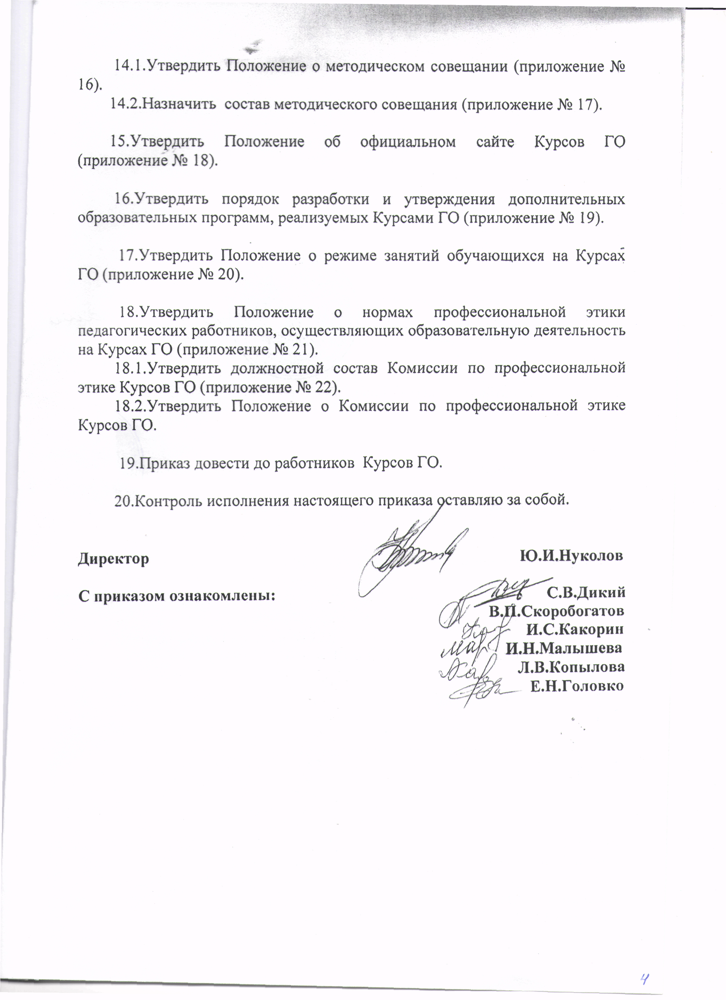 14.1.Утвердить Положение о методическом совещании (приложение №
16).
14.2.Назначить состав методического совещания (приложение № 17).
15.Утвердить Положение об официальном сайте Курсов ГО
(приложение № 18).
16.Утвердить порядок разработки и утверждения дополнительных
образовательных программ, реализуемых Курсами ГО (приложение № 19).
17.Утвердить Положение о режиме занятий обучающихся на Курсах
ГО (приложение № 20).
18.Утвердить Положение о нормах профессиональной этики
педагогических работников, осуществляющих образовательную деятельность
на Курсах ГО (приложение № 21).
18.1.Утвердить должностной состав Комиссии по профессиональной
этике Курсов ГО (приложение № 22).
18.2.Утвердить Положение о Комиссии по профессиональной этике
Курсов ГО.
19.Приказ довести до работников Курсов ГО.
20.Контроль исполнения настоящего приказа оставляю за собой.
Директор Ю.И.Нуколов
С приказом ознакомлены: С.В.Дикий
В.П.Скоробогатов
И.С.Какорин
И.Н.Малышева
Л.В.Копылова
Е.Н.Головко
4